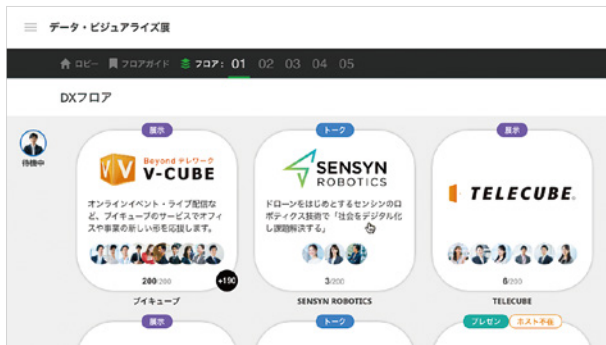 データ・ビジュアライズ展
ロビー フロアガイド フロア: 01 02 03 04 05
DXフロア
待機中
展示
Beyond テレワーク
V-CUBE
オンラインイベント・ライブ配信な
ど、ブイキューブのサービスでオフィ
スや事業の新しい形を応援します。
200/200
+190
ブイキューブ
トーク
SENSYN
ROBOTICS
ドローンをはじめとするセンシンのロ
ボティクス技術で「社会をデジタル化
し課題解決する」
3/200
SENSYN ROBOTICS
展示
TELECUBE
6/200
TELECUBE
展示
トーク
プレゼン ホスト不在